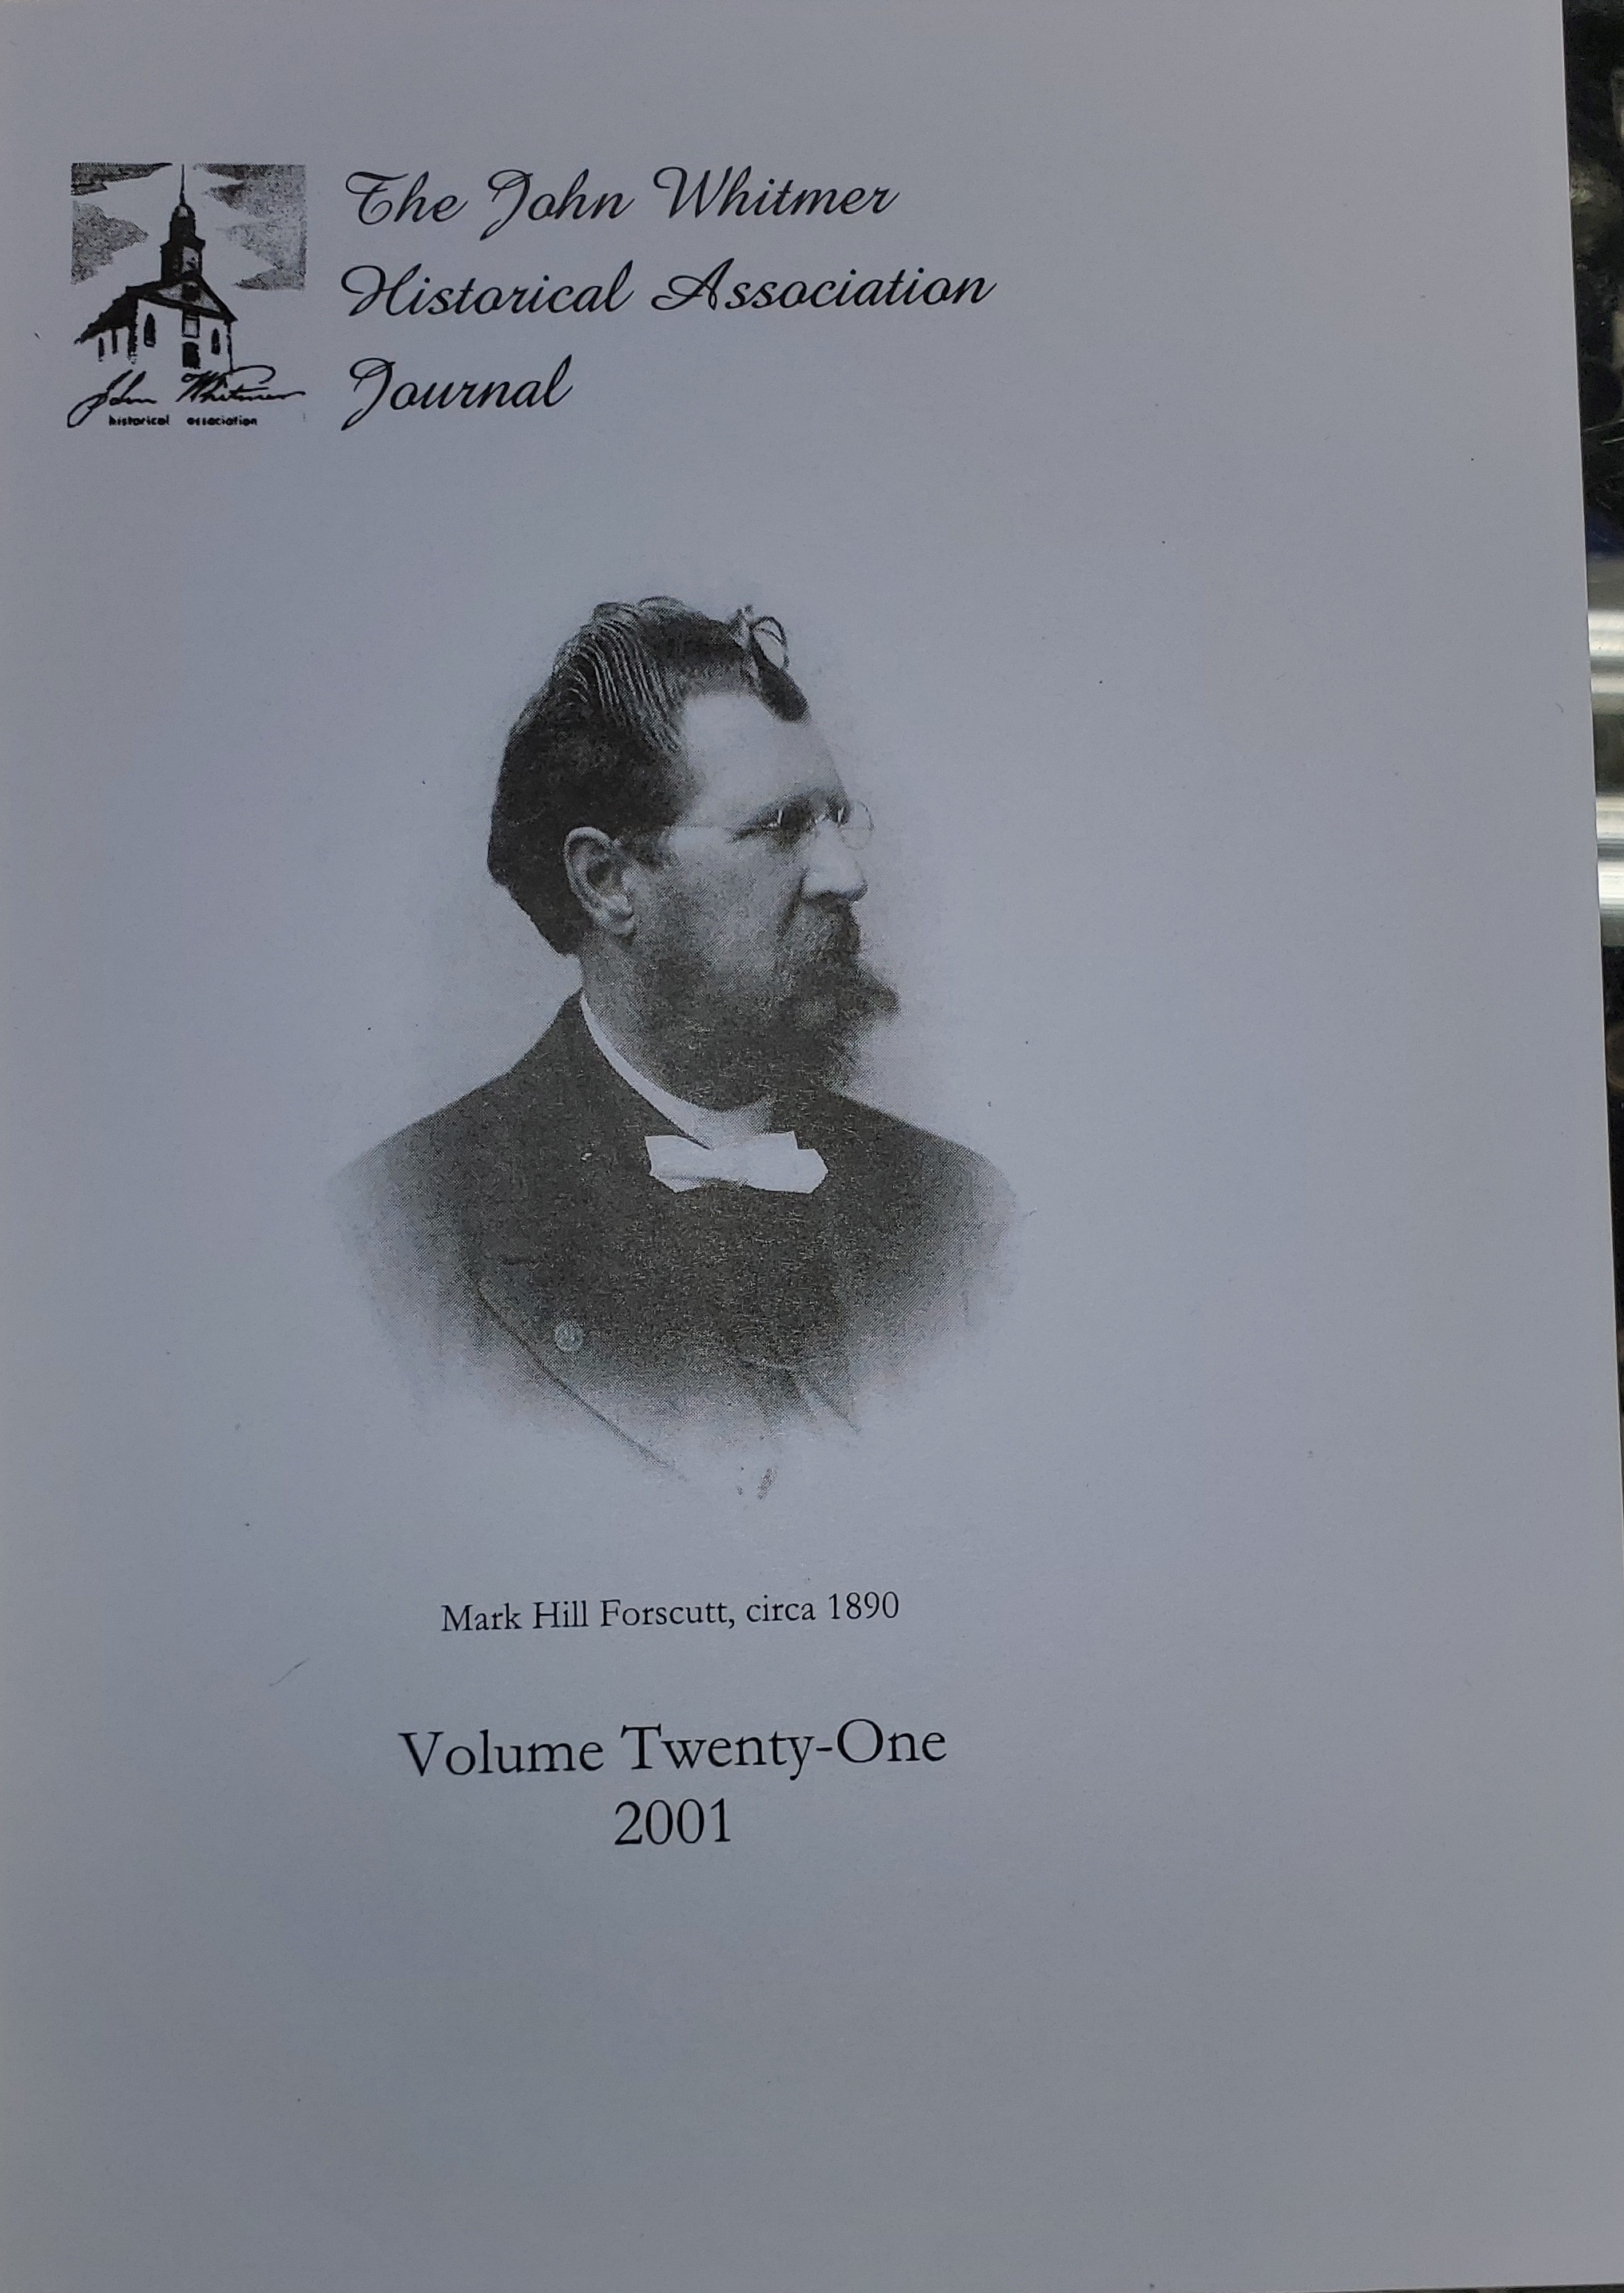 The John Whitmer
Historical Association
Journal
John Whitmer
historical association
Mark Hill Forscutt, circa 1890
Volume Twenty-One
2001